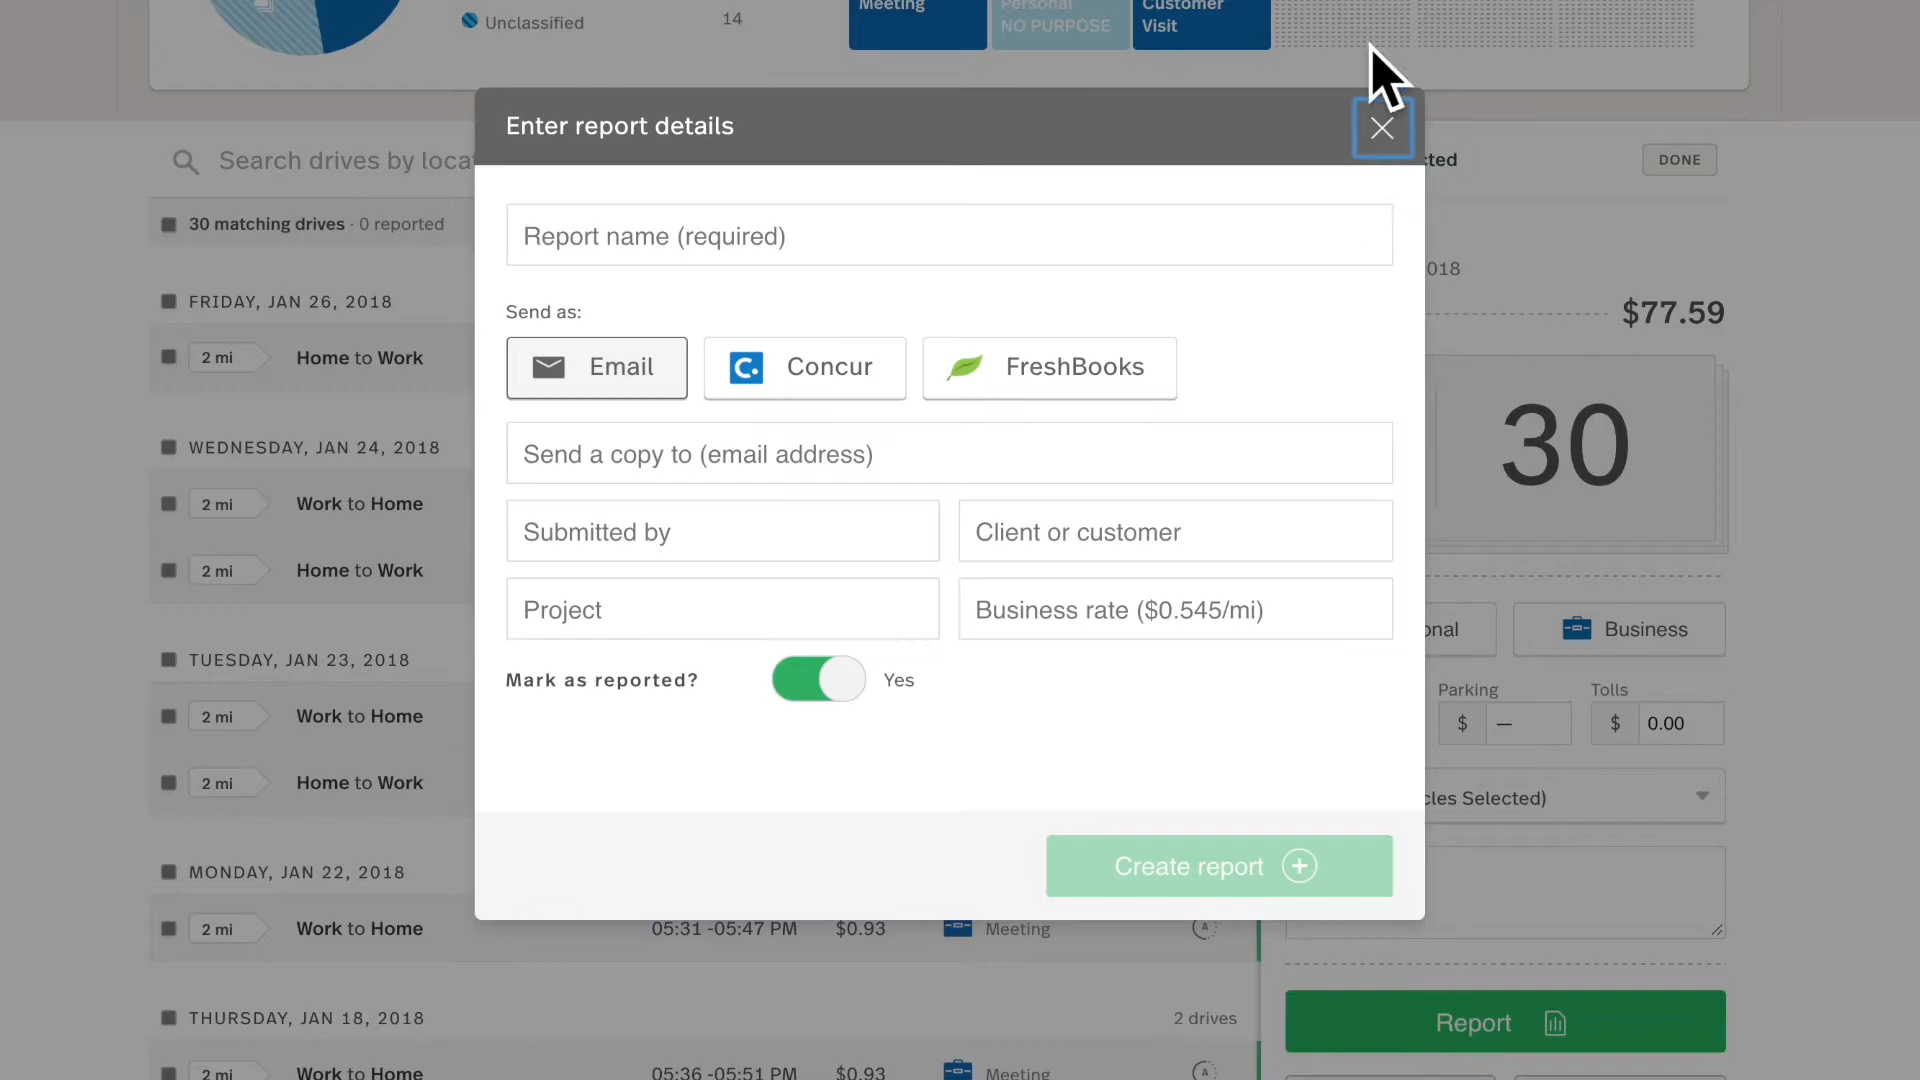 Unclassified
14
Meeting
Personal
NO PURPOSE
Customer
Visit
Enter report details
Search drives by
DONE
30 matching drives · 0 reported
Report name (required)
FRIDAY, JAN 26, 2018
$77.59
Send as:
2 mi
Home to Work
Email
Concur
FreshBooks
WEDNESDAY, JAN 24, 2018
30
Send a copy to (email address)
2 mi
Work to Home
Submitted by
Client or customer
2 mi
Home to Work
Project
Business rate ($0.545/mi)
Business
TUESDAY, JAN 23, 2018
Mark as reported?
Yes
Parking
Tolls
2 mi
Work to Home
$ —
$ 0.00
2 mi
Home to Work
Selected)
MONDAY, JAN 22, 2018
Create report
2 mi
Work to Home
05:31 -05:47 PM
$0.93
Meeting
A
THURSDAY, JAN 18, 2018
2 drives
Report
2 mi
Work to Home
05:36 -05:51 PM
$0.93
Meeting
A